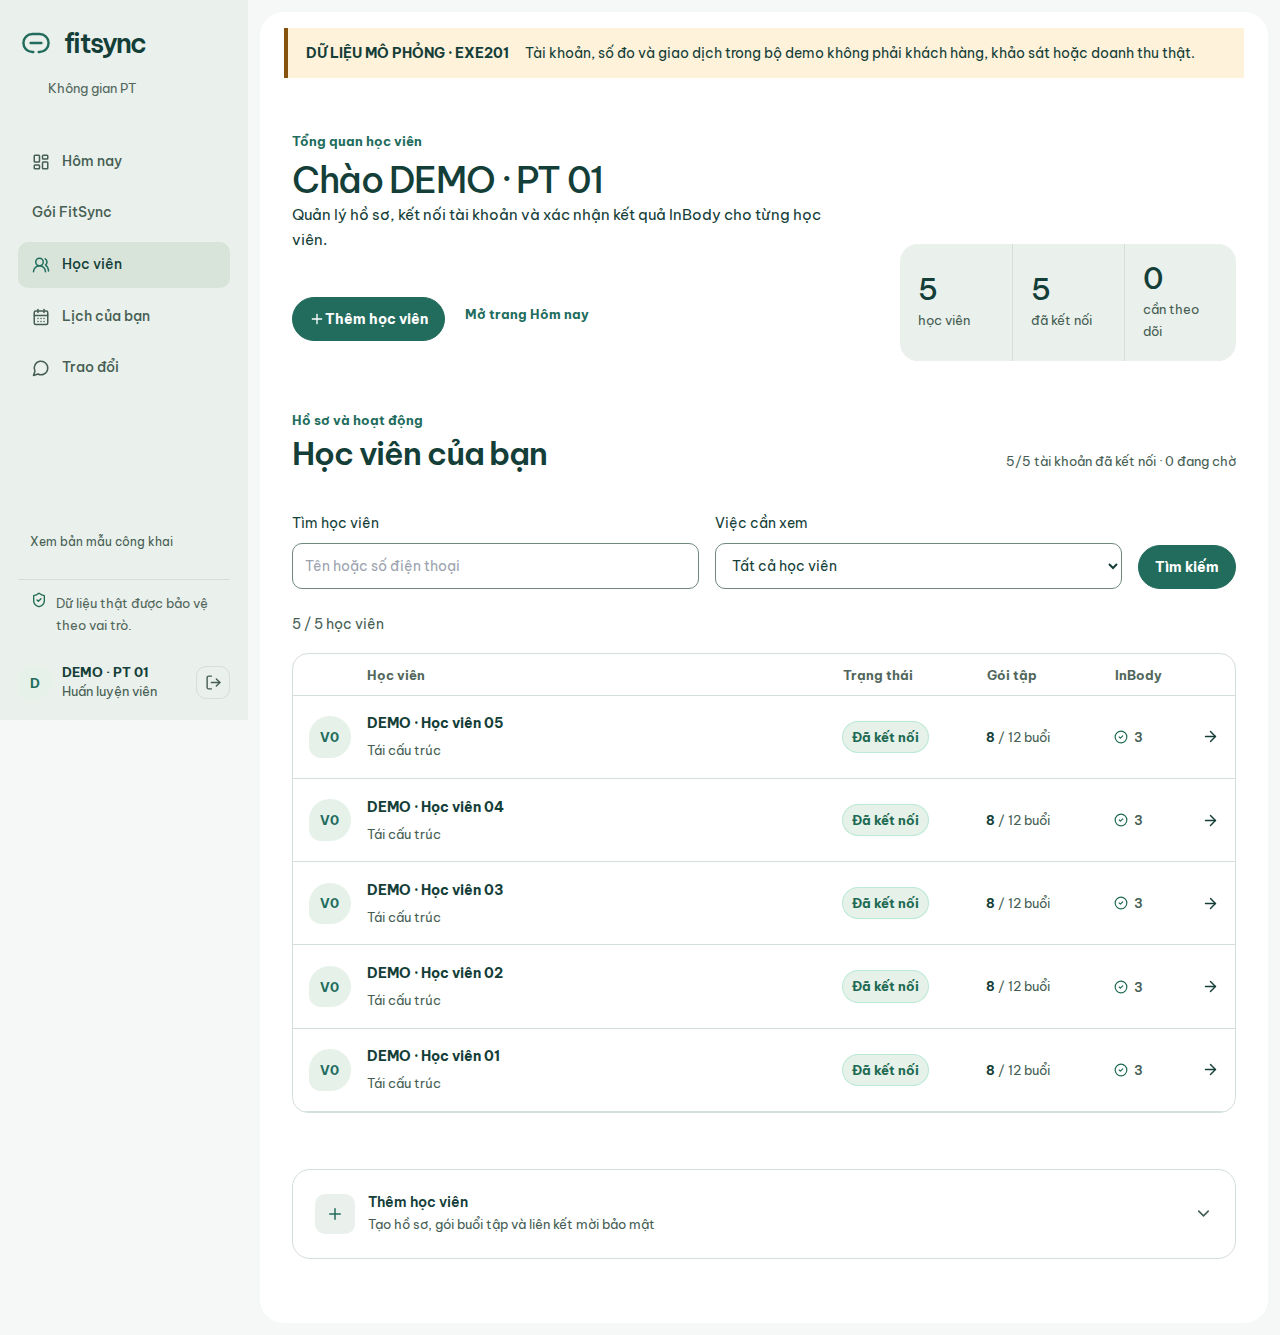 fitsync
Không gian PT
Hôm nay
Gói FitSync
Học viên
Lịch của bạn
Trao đổi
Xem bản mẫu công khai
Dữ liệu thật được bảo vệ
theo vai trò.
D
DEMO · PT 01
Huấn luyện viên
DỮ LIỆU MÔ PHỎNG · EXE201 Tài khoản, số đo và giao dịch trong bộ demo không phải khách hàng, khảo sát hoặc doanh thu thật.
Tổng quan học viên
Chào DEMO · PT 01
Quản lý hồ sơ, kết nối tài khoản và xác nhận kết quả InBody cho từng học
viên.
Thêm học viên Mở trang Hôm nay
5 5 0
học viên đã kết nối cần theo
dõi
Hồ sơ và hoạt động
Học viên của bạn
5/5 tài khoản đã kết nối · 0 đang chờ
Tìm học viên Việc cần xem
Tên hoặc số điện thoại Tất cả học viên Tìm kiếm
5 / 5 học viên
Học viên Trạng thái Gói tập InBody
V0 DEMO · Học viên 05 Đã kết nối 8 / 12 buổi 3
Tái cấu trúc
V0 DEMO · Học viên 04 Đã kết nối 8 / 12 buổi 3
Tái cấu trúc
V0 DEMO · Học viên 03 Đã kết nối 8 / 12 buổi 3
Tái cấu trúc
V0 DEMO · Học viên 02 Đã kết nối 8 / 12 buổi 3
Tái cấu trúc
V0 DEMO · Học viên 01 Đã kết nối 8 / 12 buổi 3
Tái cấu trúc
Thêm học viên
Tạo hồ sơ, gói buổi tập và liên kết mời bảo mật